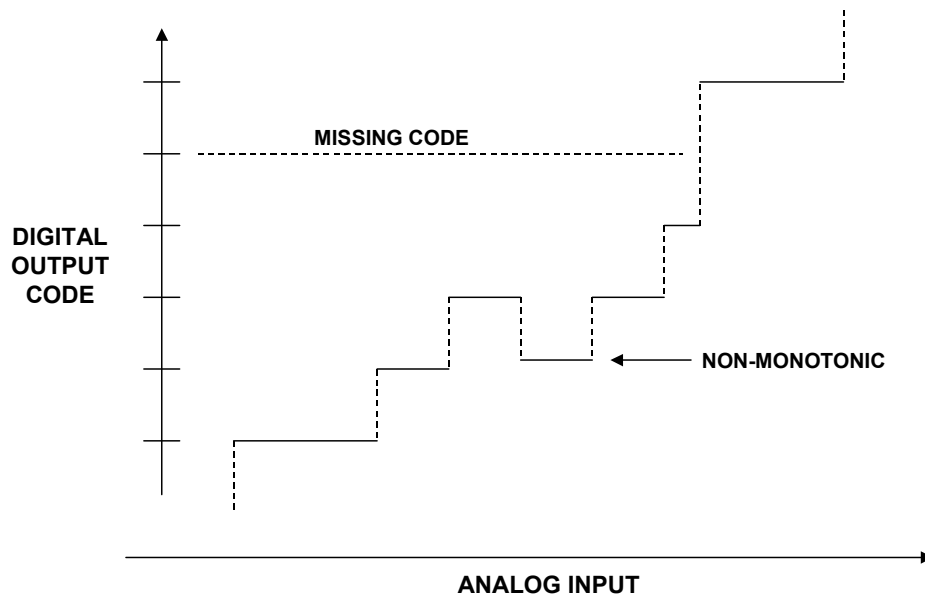 MISSING CODE
DIGITAL
OUTPUT
CODE
NON-MONOTONIC
ANALOG INPUT